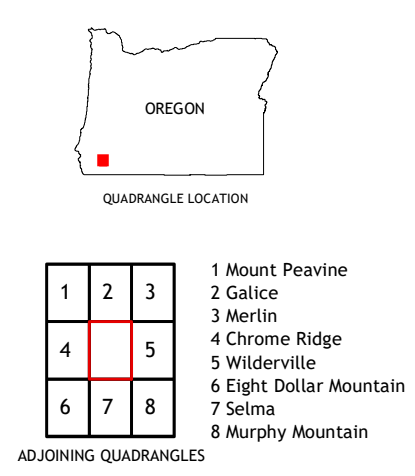 OREGON
QUADRANGLE LOCATION
1 2 3
4 5
6 7 8
1 Mount Peavine
2 Galice
3 Merlin
4 Chrome Ridge
5 Wilderville
6 Eight Dollar Mountain
7 Selma
8 Murphy Mountain
ADJOINING QUADRANGLES